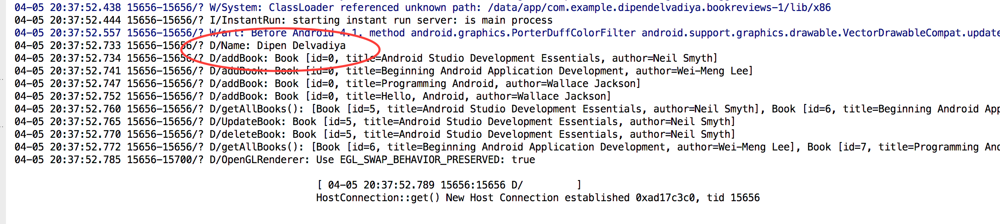 04-05 20:37:52.438 15656-15656/? W/System: ClassLoader referenced unknown path: /data/app/com.example.dipendelvadiya.bookreviews-1/lib/x86
04-05 20:37:52.444 15656-15656/? I/InstantRun: starting instant run server: is main process
04-05 20:37:52.557 15656-15656/? W/art: Before Android 4.1, method android.graphics.PorterDuffColorFilter android.support.graphics.drawable.VectorDrawableCompat.update
04-05 20:37:52.733 15656-15656/? D/Name: Dipen Delvadiya
04-05 20:37:52.734 15656-15656/? D/addBook: Book [id=0, title=Android Studio Development Essentials, author=Neil Smyth]
04-05 20:37:52.741 15656-15656/? D/addBook: Book [id=0, title=Beginning Android Application Development, author=Wei-Meng Lee]
04-05 20:37:52.747 15656-15656/? D/addBook: Book [id=0, title=Programming Android, author=Wallace Jackson]
04-05 20:37:52.752 15656-15656/? D/addBook: Book [id=0, title=Hello, Android, author=Wallace Jackson]
04-05 20:37:52.760 15656-15656/? D/getAllBooks(): [Book [id=5, title=Android Studio Development Essentials, author=Neil Smyth], Book [id=6, title=Beginning Android App
04-05 20:37:52.765 15656-15656/? D/UpdateBook: Book [id=5, title=Android Studio Development Essentials, author=Neil Smyth]
04-05 20:37:52.770 15656-15656/? D/deleteBook: Book [id=5, title=Android Studio Development Essentials, author=Neil Smyth]
04-05 20:37:52.772 15656-15656/? D/getAllBooks(): [Book [id=6, title=Beginning Android Application Development, author=Wei-Meng Lee], Book [id=7, title=Programming And
04-05 20:37:52.785 15656-15700/? D/OpenGLRenderer: Use EGL_SWAP_BEHAVIOR_PRESERVED: true
[ 04-05 20:37:52.789 15656:15656 D/         ]
HostConnection::get() New Host Connection established 0xad17c3c0, tid 15656